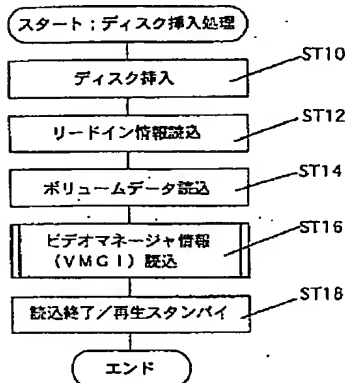 スタート；ディスク挿入処理
ST10
ディスク挿入
ST12
リードイン情報読込
ST14
ボリュームデータ読込
ST16
ビデオマネージャ情報
（VMGI）読込
ST18
読込終了/再生スタンバイ
エンド